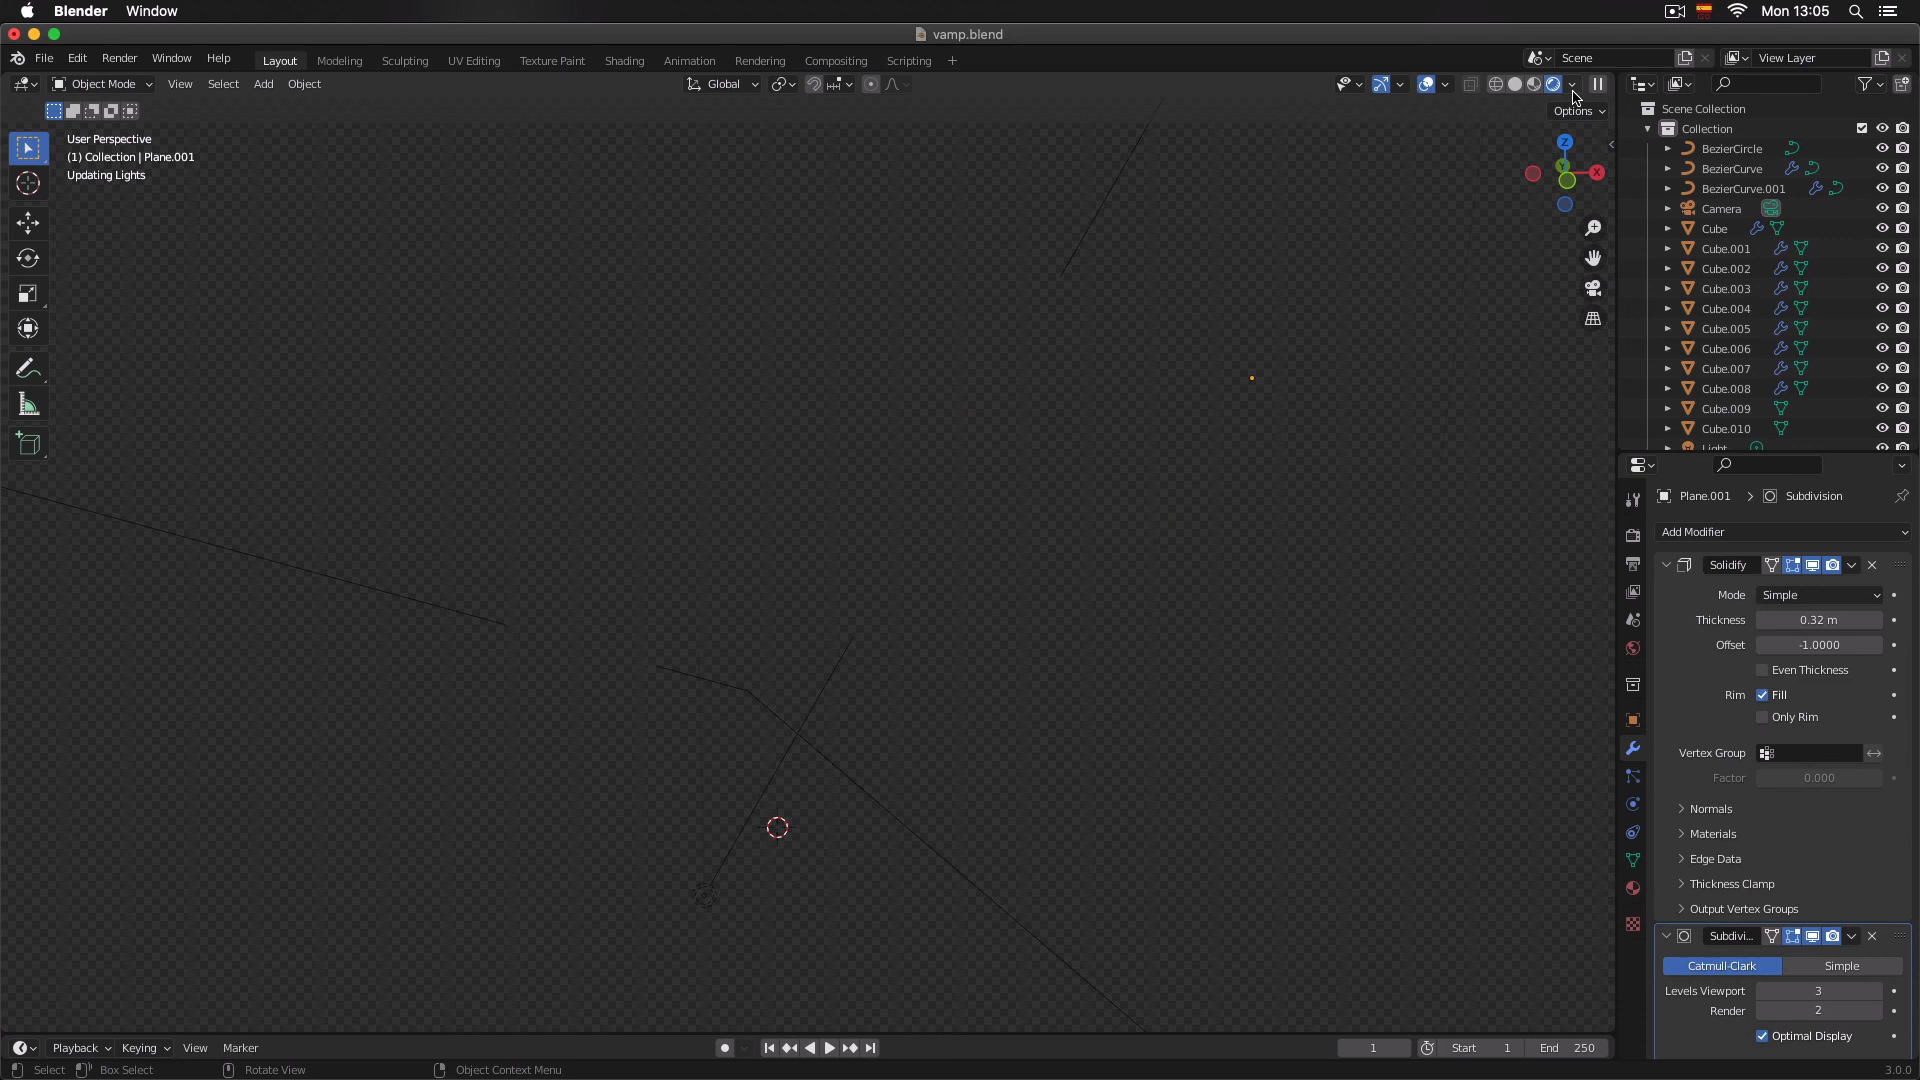 Blender Window Mon 13:05
vamp.blend
File Edit Render Window Help Layout Modeling Sculpting UV Editing Texture Paint Shading Animation Rendering Compositing Scripting + Scene View Layer
Object Mode View Select Add Object Global
Options
User Perspective
(1) Collection | Plane.001
Updating Lights
Z
Y
X
Scene Collection
Collection
BezierCircle
BezierCurve
BezierCurve.001
Camera
Cube
Cube.001
Cube.002
Cube.003
Cube.004
Cube.005
Cube.006
Cube.007
Cube.008
Cube.009
Cube.010
Light
Plane.001 > Subdivision
Add Modifier
Solidify
Mode Simple
Thickness 0.32 m
Offset -1.0000
Even Thickness
Rim Fill
Only Rim
Vertex Group
Factor 0.000
Normals
Materials
Edge Data
Thickness Clamp
Output Vertex Groups
Subdivi...
Catmull-Clark Simple
Levels Viewport 3
Render 2
Optimal Display
Playback Keying View Marker 1 Start 1 End 250
Select Box Select Rotate View Object Context Menu 3.0.0